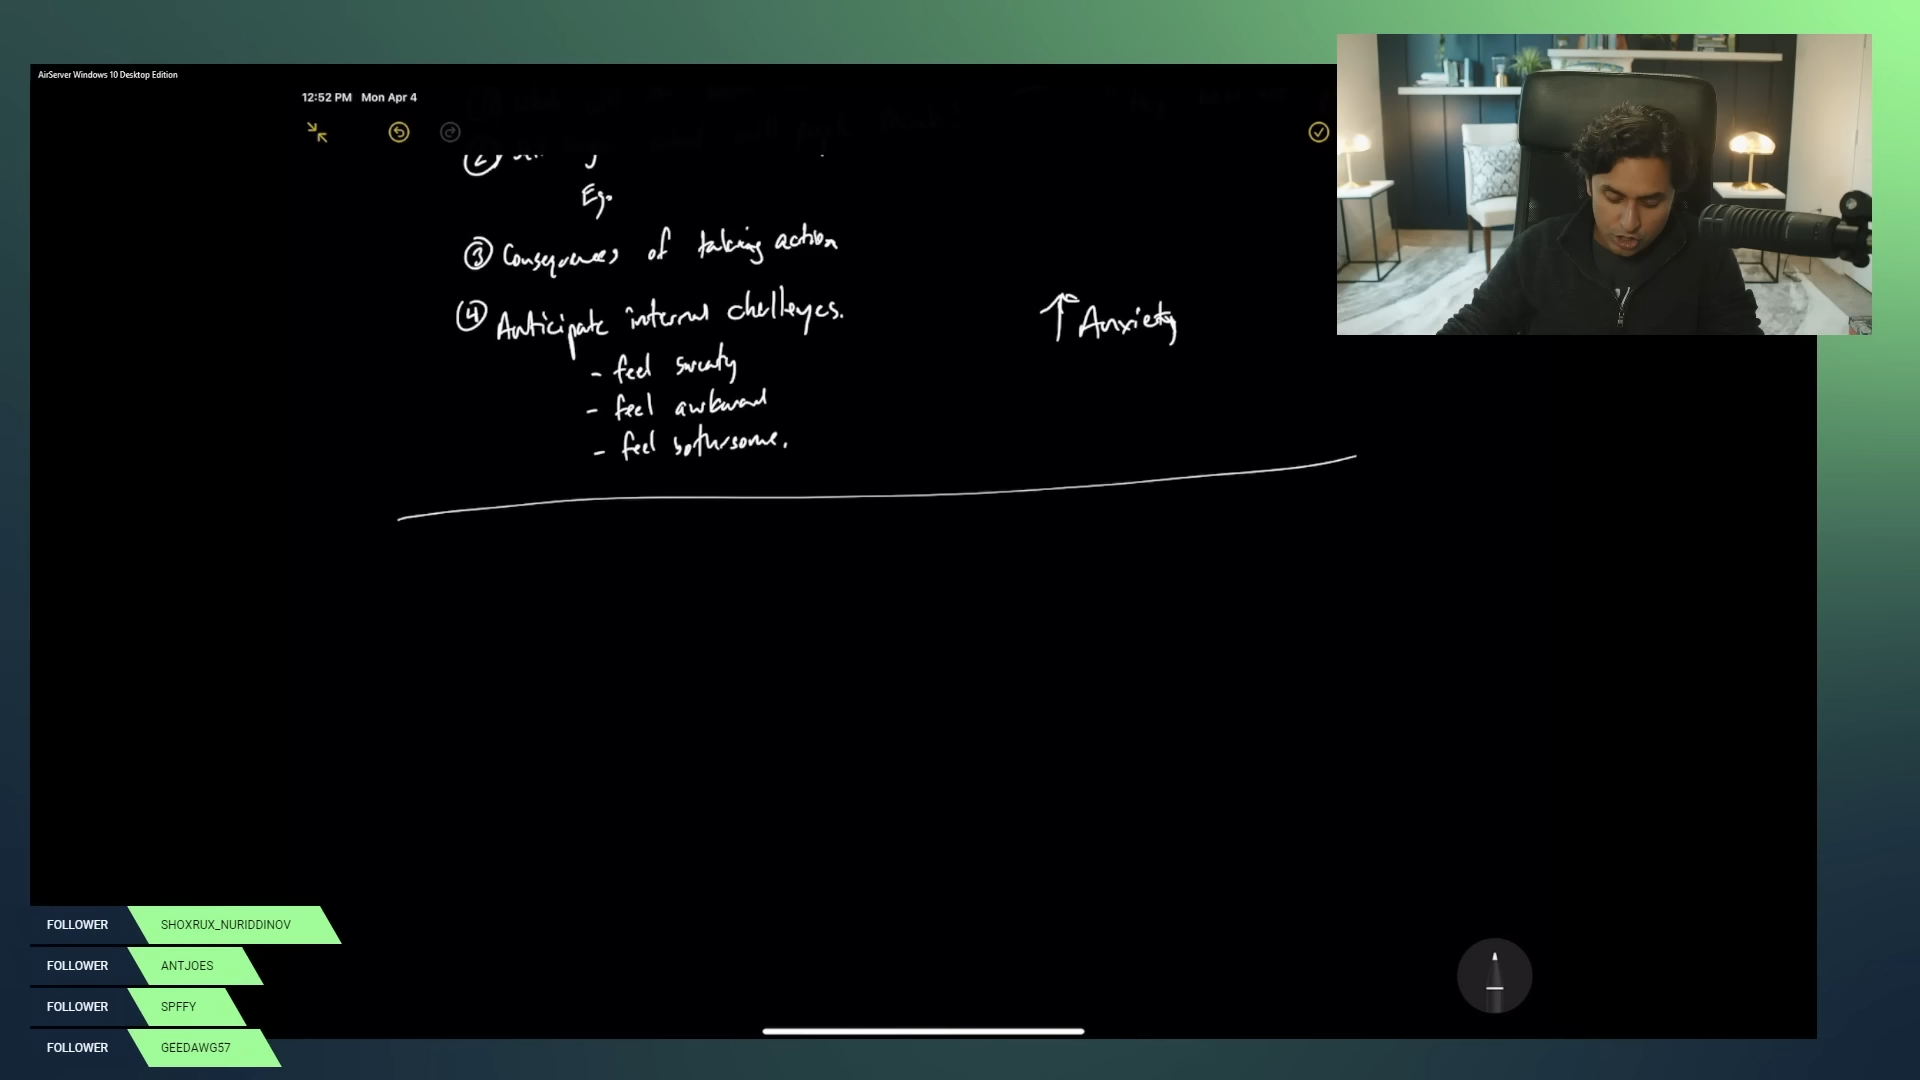 AirServer Windows 10 Desktop Edition
12:52 PM Mon Apr 4
②
Eg.
③ Consequences of taking action
④ Anticipate internal challenges.
↑ Anxiety
- feel sweaty
- feel awkward
- feel bothersome.
FOLLOWER SHOXRUX_NURIDDINOV
FOLLOWER ANTJOES
FOLLOWER SPFFY
FOLLOWER GEEDAWG57